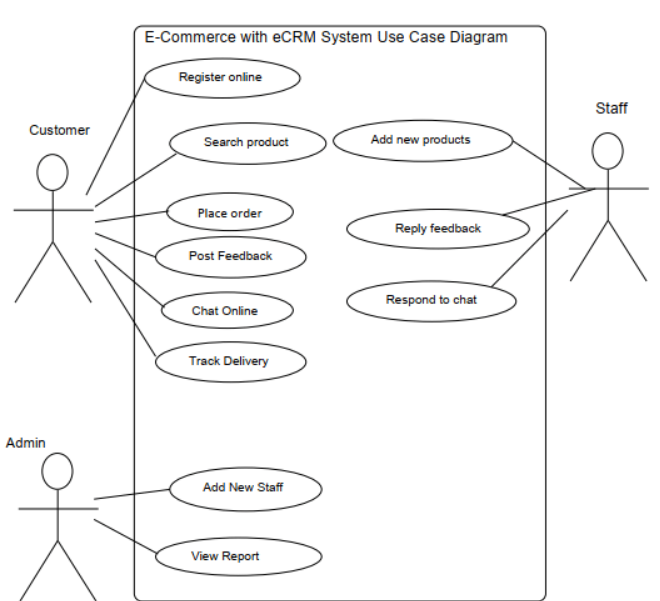 E-Commerce with eCRM System Use Case Diagram
Register online
Staff
Customer
Search product
Add new products
Place order
Reply feedback
Post Feedback
Respond to chat
Chat Online
Track Delivery
Admin
Add New Staff
View Report